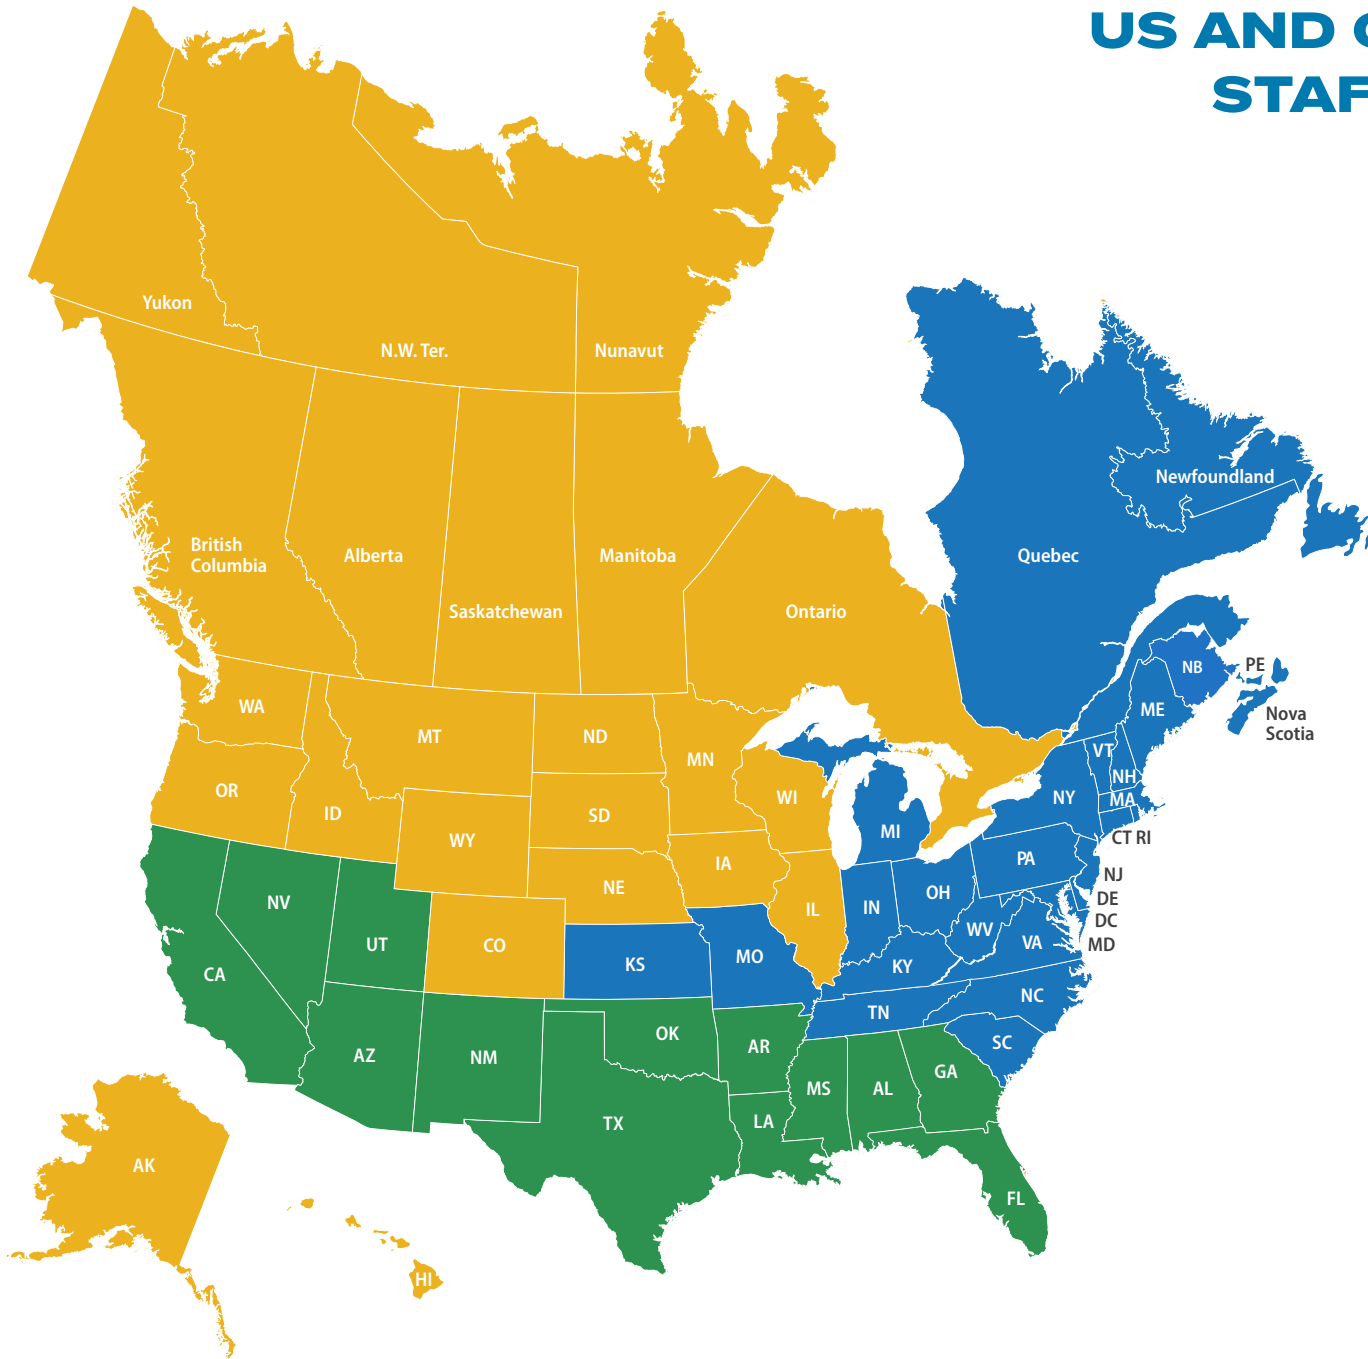 US AND
STAF
Yukon
N.W. Ter.
Nunavut
British
Columbia
Alberta
Saskatchewan
Manitoba
Ontario
Quebec
Newfoundland
NB
PE
Nova
Scotia
WA
MT
ND
MN
ME
VT
NH
MA
CT RI
NY
OR
ID
WY
SD
WI
MI
IA
NE
IL
IN
OH
PA
NJ
DE
DC
MD
NV
UT
CO
KS
MO
KY
WV
VA
CA
AZ
NM
OK
AR
TN
NC
SC
TX
LA
MS
AL
GA
FL
AK
HI